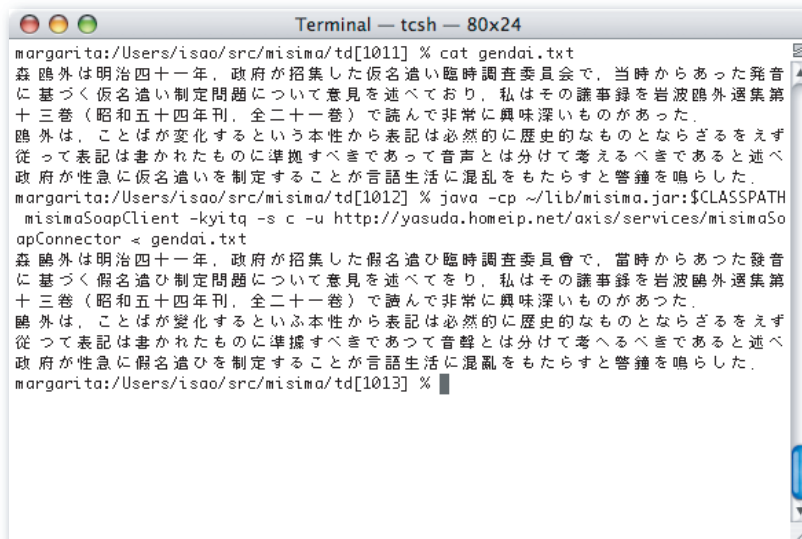 Terminal — tcsh — 80x24
margarita:/Users/isao/src/misima/td[1011] % cat gendai.txt
森鴎外は明治四十一年，政府が招集した仮名遣い臨時調査委員会で，当時からあった発音
に基づく仮名遣い制定問題について意見を述べており，私はその議事録を岩波鴎外選集第
十三巻（昭和五十四年刊，全二十一巻）で読んで非常に興味深いものがあった．
鴎外は，ことばが変化するという本性から表記は必然的に歴史的なものとならざるをえず
従って表記は書かれたものに準拠すべきであって音声とは分けて考えるべきであると述べ
政府が性急に仮名遣いを制定することが言語生活に混乱をもたらすと警鐘を鳴らした．
margarita:/Users/isao/src/misima/td[1012] % java -cp ~/lib/misima.jar:$CLASSPATH
 misimaSoapClient -kyitq -s c -u http://yasuda.homeip.net/axis/services/misimaSo
apConnector < gendai.txt
森鷗外は明治四十一年，政府が招集した假名遣ひ臨時調査委員會で，當時からあつた發音
に基づく假名遣ひ制定問題について意見を述べてをり，私はその議事録を岩波鷗外選集第
十三巻（昭和五十四年刊，全二十一巻）で讀んで非常に興味深いものがあつた．
鷗外は，ことばが變化するといふ本性から表記は必然的に歴史的なものとならざるをえず
從つて表記は書かれたものに準據すべきであつて音聲とは分けて考へるべきであると述べ
政府が性急に假名遣ひを制定することが言語生活に混亂をもたらすと警鐘を鳴らした．
margarita:/Users/isao/src/misima/td[1013] %